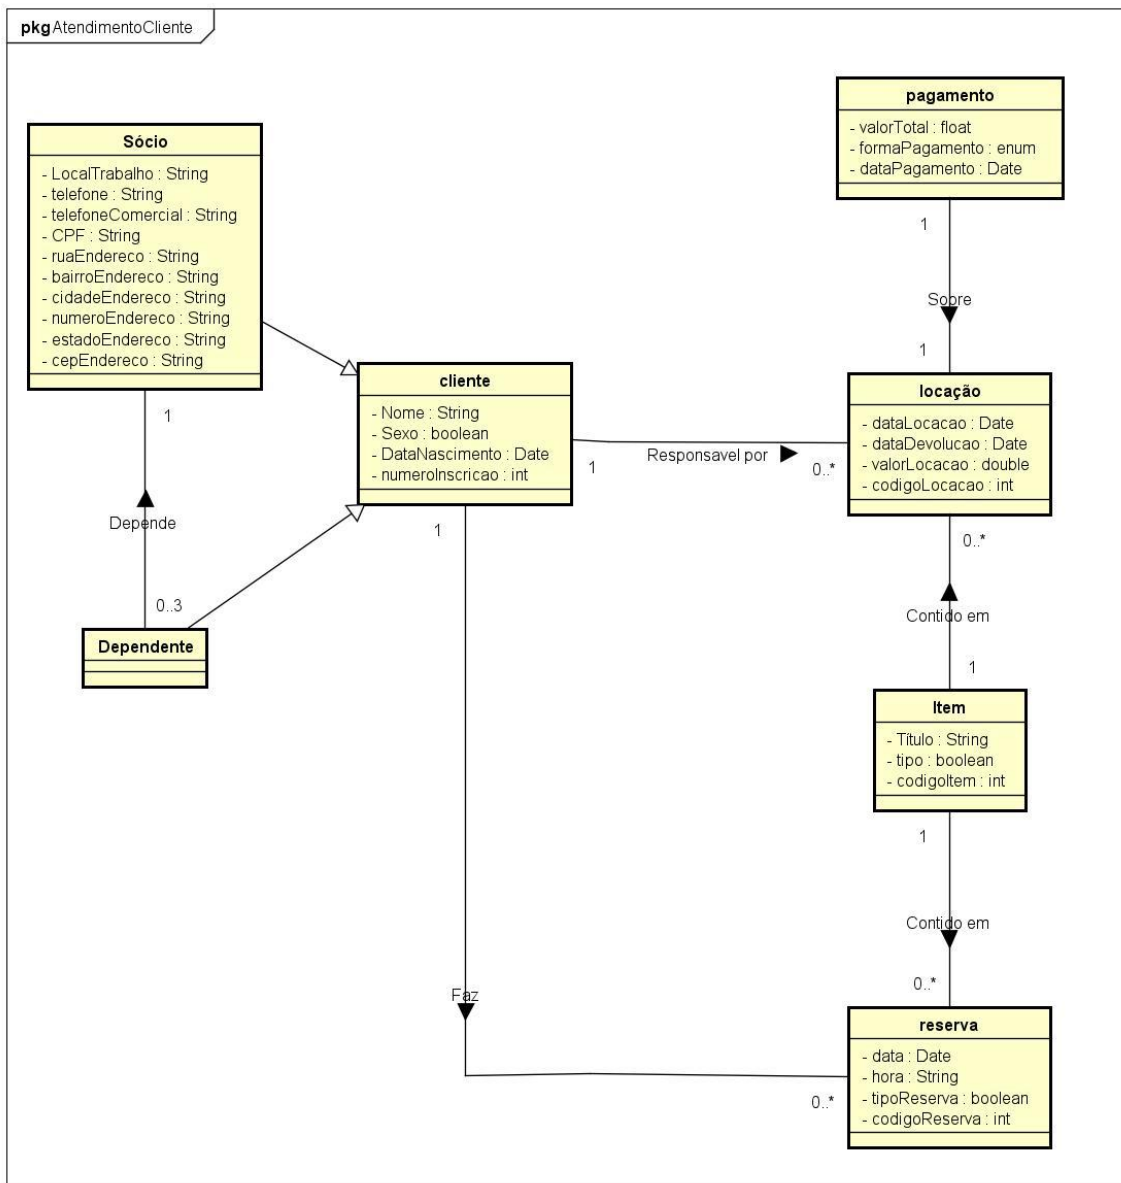 pkg AtendimentoCliente
pagamento
- valorTotal : float
- formaPagamento : enum
- dataPagamento : Date
Sócio
- LocalTrabalho : String
- telefone : String
- telefoneComercial : String
- CPF : String
- ruaEndereco : String
- bairroEndereco : String
- cidadeEndereco : String
- numeroEndereco : String
- estadoEndereco : String
- cepEndereco : String
1
Sobre
1
cliente
- Nome : String
- Sexo : boolean
- DataNascimento : Date
- numeroInscricao : int
locação
- dataLocacao : Date
- dataDevolucao : Date
- valorLocacao : double
- codigoLocacao : int
1
1
Responsavel por
0..*
Depende
0..3
Dependente
1
0..*
Contido em
1
Item
- Título : String
- tipo : boolean
- codigoItem : int
1
Contido em
0..*
Faz
0..*
reserva
- data : Date
- hora : String
- tipoReserva : boolean
- codigoReserva : int